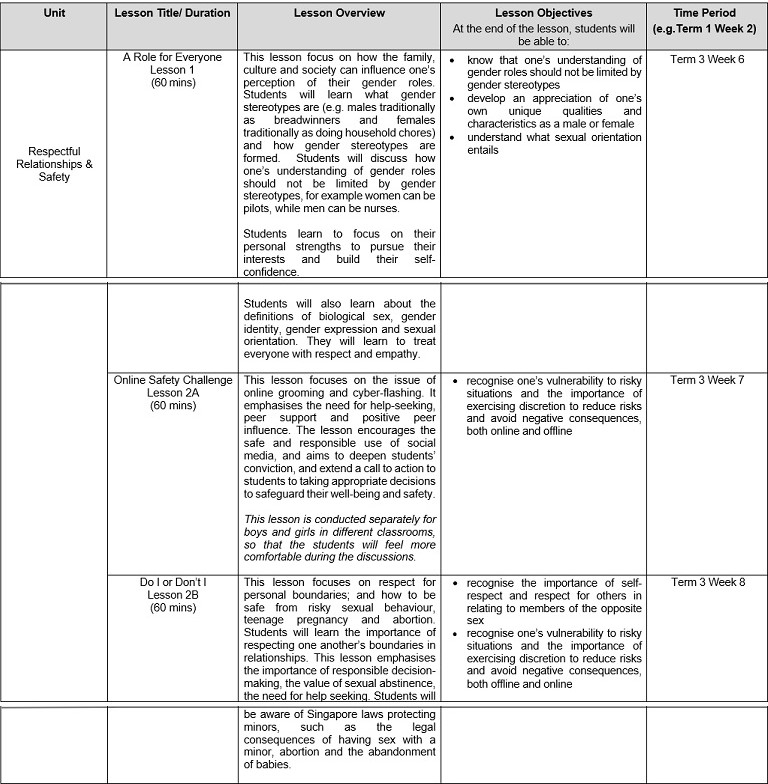 Unit
Lesson Title/ Duration
Lesson Overview
Lesson Objectives
At the end of the lesson, students will
be able to:
Time Period
(e.g.Term 1 Week 2)
Respectful
Relationships &
Safety
A Role for Everyone
Lesson 1
(60 mins)
This lesson focus on how the family,
culture and society can influence one's
perception of their gender roles.
Students will learn what gender
stereotypes are (e.g. males traditionally
as breadwinners and females
traditionally as doing household chores)
and how gender stereotypes are
formed. Students will discuss how
one's understanding of gender roles
should not be limited by gender
stereotypes, for example women can be
pilots, while men can be nurses.
Students learn to focus on their
personal strengths to pursue their
interests and build their self-
confidence.
• know that one's understanding of
gender roles should not be limited by
gender stereotypes
• develop an appreciation of one's
own unique qualities and
characteristics as a male or female
• understand what sexual orientation
entails
Term 3 Week 6
Students will also learn about the
definitions of biological sex, gender
identity, gender expression and sexual
orientation. They will learn to treat
everyone with respect and empathy.
Online Safety Challenge
Lesson 2A
(60 mins)
This lesson focuses on the issue of
online grooming and cyber-flashing. It
emphasises the need for help-seeking,
peer support and positive peer
influence. The lesson encourages the
safe and responsible use of social
media, and aims to deepen students'
conviction, and extend a call to action to
students to taking appropriate decisions
to safeguard their well-being and safety.
This lesson is conducted separately for
boys and girls in different classrooms,
so that the students will feel more
comfortable during the discussions.
• recognise one's vulnerability to risky
situations and the importance of
exercising discretion to reduce risks
and avoid negative consequences,
both online and offline
Term 3 Week 7
Do I or Don't I
Lesson 2B
(60 mins)
This lesson focuses on respect for
personal boundaries; and how to be
safe from risky sexual behaviour,
teenage pregnancy and abortion.
Students will learn the importance of
respecting one another's boundaries in
relationships. This lesson emphasises
the importance of responsible decision-
making, the value of sexual abstinence,
the need for help seeking. Students will
• recognise the importance of self-
respect and respect for others in
relating to members of the opposite
sex
• recognise one's vulnerability to risky
situations and the importance of
exercising discretion to reduce risks
and avoid negative consequences,
both offline and online
Term 3 Week 8
be aware of Singapore laws protecting
minors, such as the legal
consequences of having sex with a
minor, abortion and the abandonment
of babies.